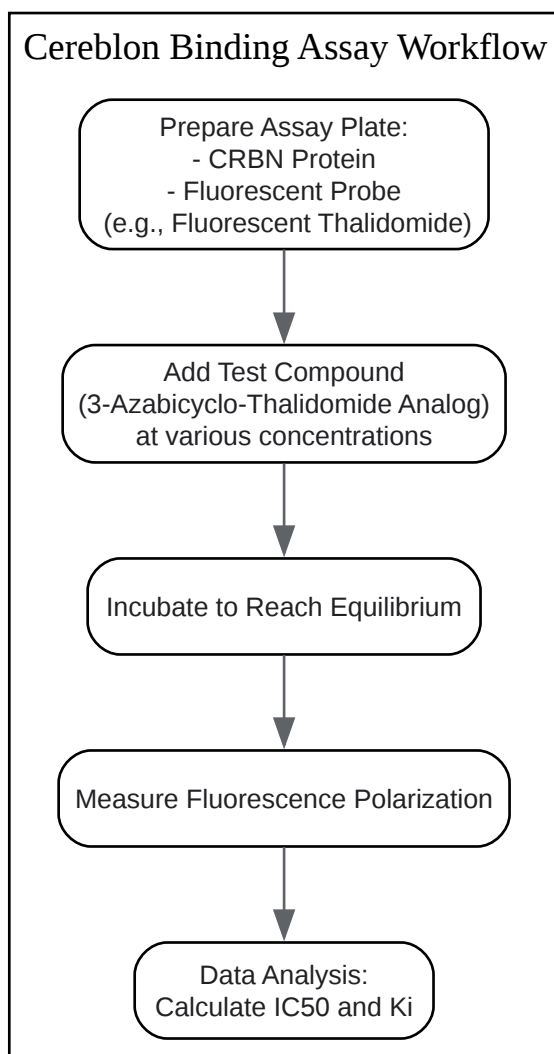 Cereblon Binding Assay Workflow
Prepare Assay Plate:
- CRBN Protein
- Fluorescent Probe
(e.g., Fluorescent Thalidomide)
Add Test Compound
(3-Azabicyclo-Thalidomide Analog)
at various concentrations
Incubate to Reach Equilibrium
Measure Fluorescence Polarization
Data Analysis:
Calculate IC50 and Ki